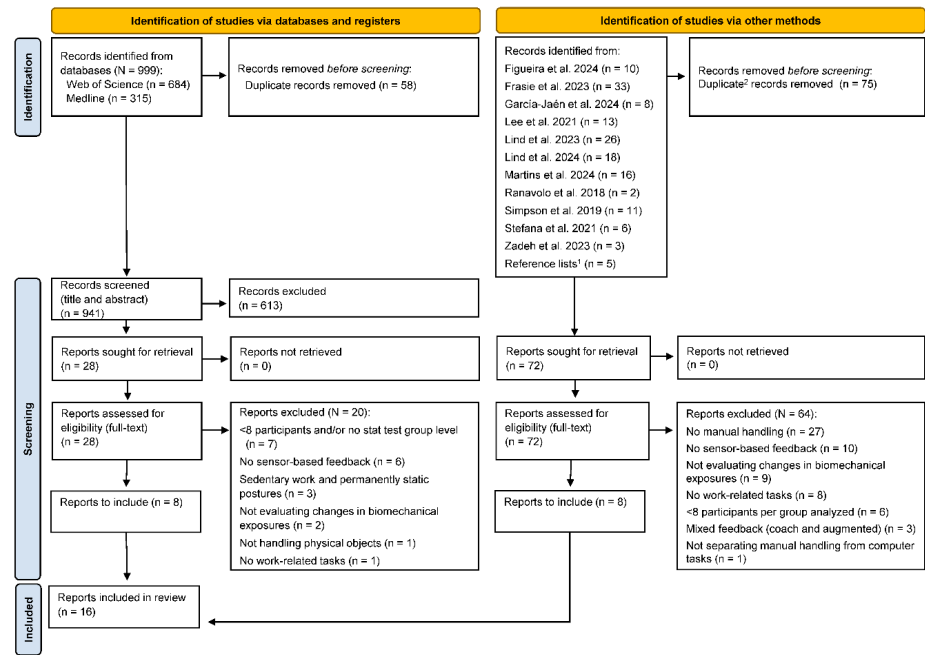 Identification of studies via databases and registers
Identification of studies via other methods
Identification
Records identified from
databases (N = 999):
Web of Science (n = 684)
Medline (n = 315)
Records removed before screening:
Duplicate records removed (n = 58)
Records identified from:
Figueira et al. 2024 (n = 10)
Frasie et al. 2023 (n = 33)
García-Jaén et al. 2024 (n = 8)
Lee et al. 2021 (n = 13)
Lind et al. 2023 (n = 26)
Lind et al. 2024 (n = 18)
Martins et al. 2024 (n = 16)
Ranavolo et al. 2018 (n = 2)
Simpson et al. 2019 (n = 11)
Stefana et al. 2021 (n = 6)
Zadeh et al. 2023 (n = 3)
Reference lists¹ (n = 5)
Records removed before screening:
Duplicate² records removed (n = 75)
Screening
Records screened
(title and abstract)
(n = 941)
Records excluded
(n = 613)
Reports sought for retrieval
(n = 28)
Reports not retrieved
(n = 0)
Reports sought for retrieval
(n = 72)
Reports not retrieved
(n = 0)
Reports assessed for
eligibility (full-text)
(n = 28)
Reports excluded (N = 20):
<8 participants and/or no stat test group level
(n = 7)
No sensor-based feedback (n = 6)
Sedentary work and permanently static
postures (n = 3)
Not evaluating changes in biomechanical
exposures (n = 2)
Not handling physical objects (n = 1)
No work-related tasks (n = 1)
Reports assessed for
eligibility (full-text)
(n = 72)
Reports excluded (N = 64):
No manual handling (n = 27)
No sensor-based feedback (n = 10)
Not evaluating changes in biomechanical
exposures (n = 9)
No work-related tasks (n = 8)
<8 participants per group analyzed (n = 6)
Mixed feedback (coach and augmented) (n = 3)
Not separating manual handling from computer
tasks (n = 1)
Reports to include (n = 8)
Reports to include (n = 8)
Included
Reports included in review
(n = 16)